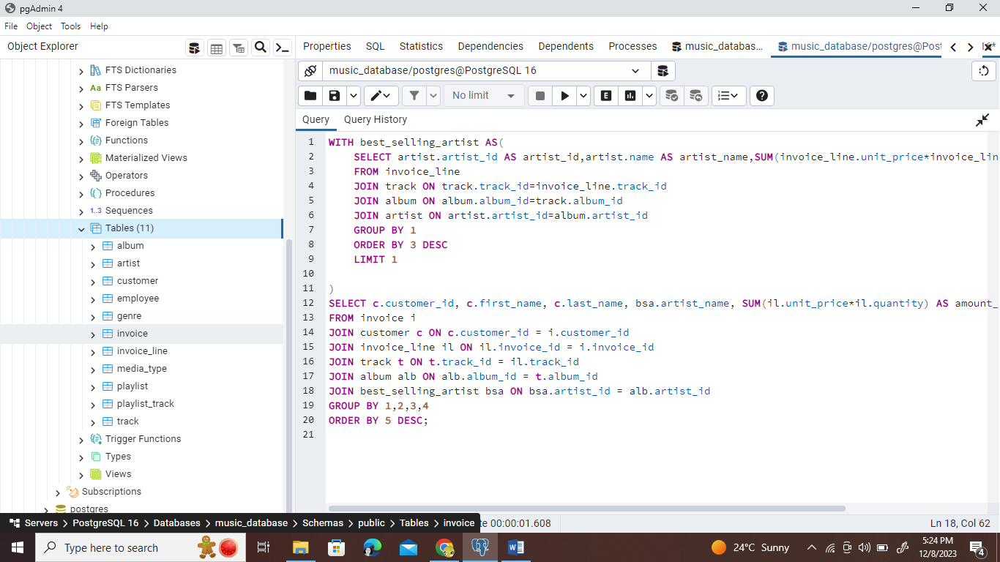 pgAdmin 4
File Object Tools Help
Object Explorer
Properties SQL Statistics Dependencies Dependents Processes music_databas... music_database/postgres@Post
FTS Dictionaries
Aa FTS Parsers
FTS Templates
Foreign Tables
Functions
Materialized Views
Operators
Procedures
1..3 Sequences
Tables (11)
album
artist
customer
employee
genre
invoice
invoice_line
media_type
playlist
playlist_track
track
Trigger Functions
Types
Views
Subscriptions
postgres
music_database/postgres@PostgreSQL 16
No limit
E
Query Query History
1 WITH best_selling_artist AS(
2 SELECT artist.artist_id AS artist_id,artist.name AS artist_name,SUM(invoice_line.unit_price*invoice_lin
3 FROM invoice_line
4 JOIN track ON track.track_id=invoice_line.track_id
5 JOIN album ON album.album_id=track.album_id
6 JOIN artist ON artist.artist_id=album.artist_id
7 GROUP BY 1
8 ORDER BY 3 DESC
9 LIMIT 1
10
11 )
12 SELECT c.customer_id, c.first_name, c.last_name, bsa.artist_name, SUM(il.unit_price*il.quantity) AS amount_
13 FROM invoice i
14 JOIN customer c ON c.customer_id = i.customer_id
15 JOIN invoice_line il ON il.invoice_id = i.invoice_id
16 JOIN track t ON t.track_id = il.track_id
17 JOIN album alb ON alb.album_id = t.album_id
18 JOIN best_selling_artist bsa ON bsa.artist_id = alb.artist_id
19 GROUP BY 1,2,3,4
20 ORDER BY 5 DESC;
21
Servers > PostgreSQL 16 > Databases > music_database > Schemas > public > Tables > invoice
te 00:00:01.608
Ln 18, Col 62
Type here to search
24°C Sunny
5:24 PM
12/8/2023
4